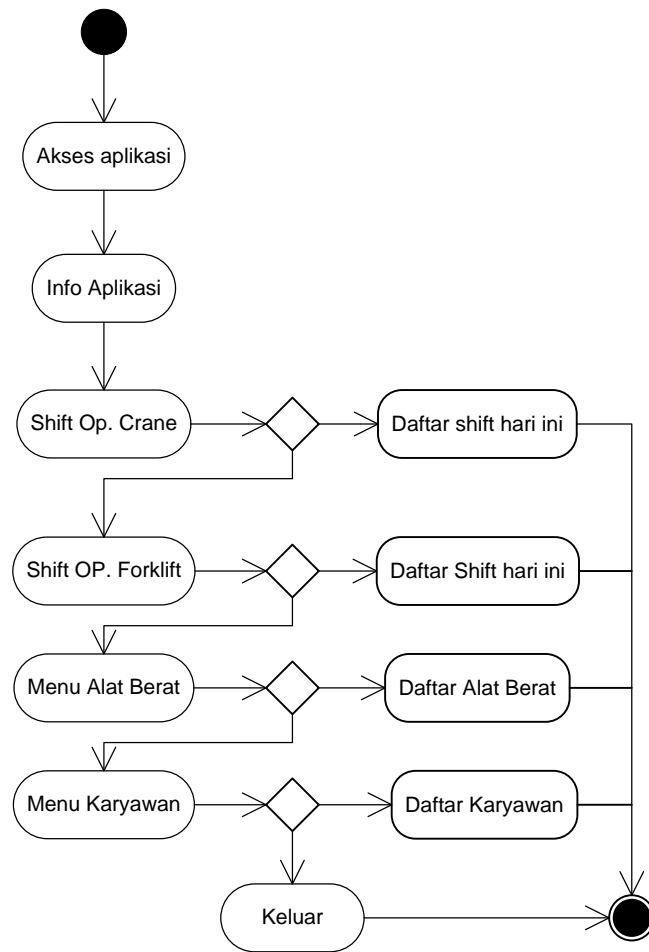 Akses aplikasi
Info Aplikasi
Shift Op. Crane
Daftar shift hari ini
Shift OP. Forklift
Daftar Shift hari ini
Menu Alat Berat
Daftar Alat Berat
Menu Karyawan
Daftar Karyawan
Keluar